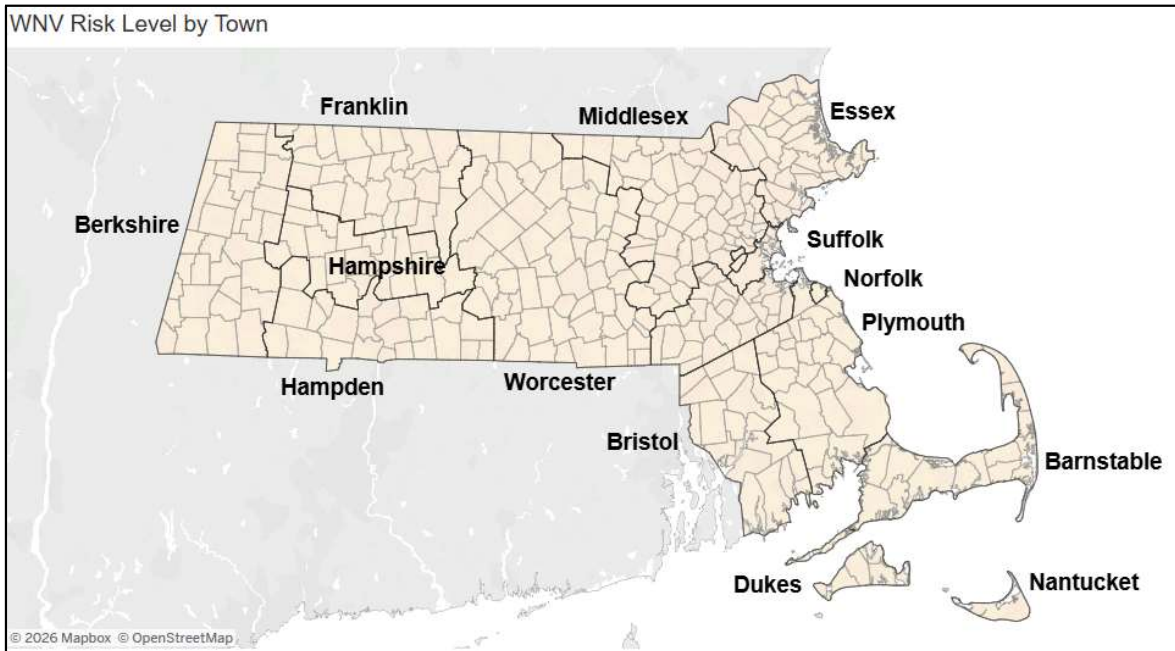 WNV Risk Level by Town
Franklin
Middlesex
Essex
Berkshire
Suffolk
Hampshire
Norfolk
Plymouth
Hampden
Worcester
Bristol
Barnstable
Dukes
Nantucket
© 2026 Mapbox © OpenStreetMap